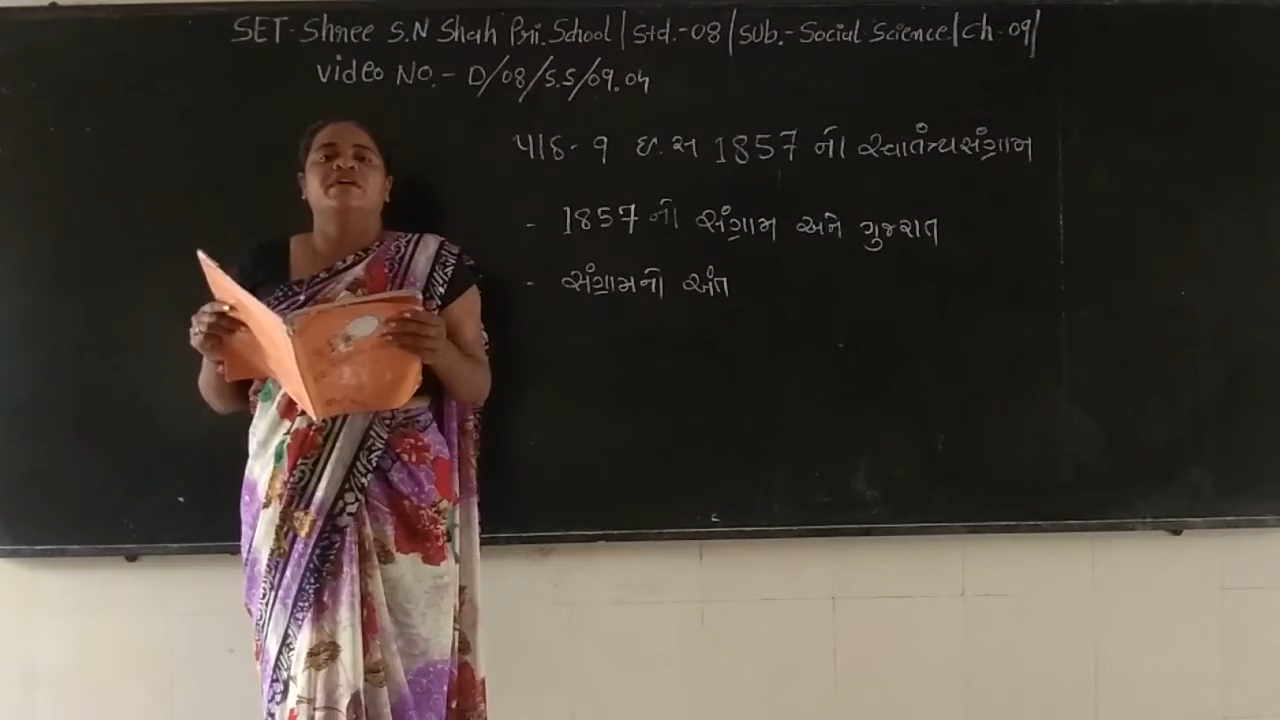 SET-Shree S.N Shah Pri. School | Std.-08 | Sub.-Social Science | Ch-09 |
Video No.- D/08/S.S/09.04
પાઠ - ૧ ઇ.સ 1857 નો સ્વાતંત્ર્યસંગ્રામ
- 1857 નો સંગ્રામ અને ગુજરાત
- સંગ્રામનો અંત